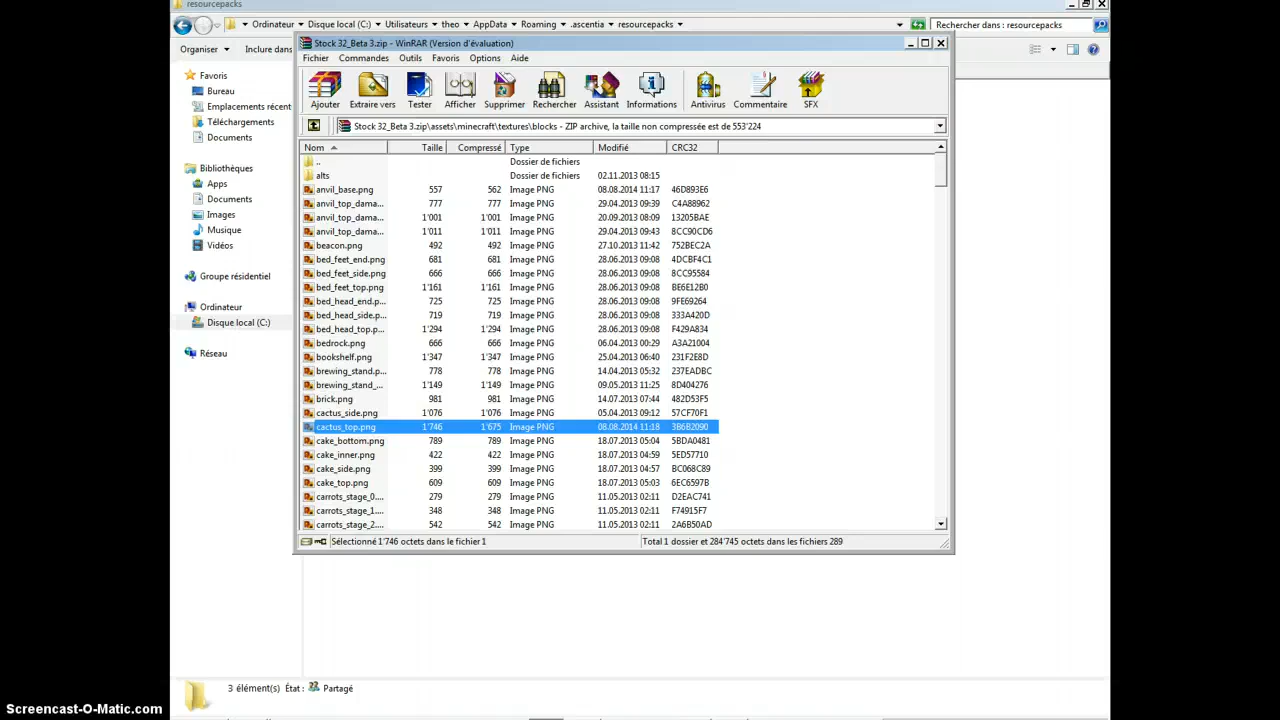 resourcepacks
Ordinateur Disque local (C:) Utilisateurs theo AppData Roaming .ascentia resourcepacks
Rechercher dans : resourcepacks
Organiser Inclure dans
Favoris
Bureau
Emplacements récent
Téléchargements
Documents
Bibliothèques
Apps
Documents
Images
Musique
Vidéos
Groupe résidentiel
Ordinateur
Disque local (C:)
Réseau
Stock 32_Beta 3.zip - WinRAR (Version d'évaluation)
Fichier Commandes Outils Favoris Options Aide
Ajouter Extraire vers Tester Afficher Supprimer Rechercher Assistant Informations Antivirus Commentaire SFX
Stock 32_Beta 3.zip\assets\minecraft\textures\blocks - ZIP archive, la taille non compressée est de 553'224
Nom Taille Compressé Type Modifié CRC32
.. Dossier de fichiers
alts Dossier de fichiers 02.11.2013 08:15
anvil_base.png 557 562 Image PNG 08.08.2014 11:17 46D893E6
anvil_top_dama... 777 777 Image PNG 29.04.2013 09:39 C4A88962
anvil_top_dama... 1'001 1'001 Image PNG 20.09.2013 08:09 13205BAE
anvil_top_dama... 1'011 1'011 Image PNG 29.04.2013 09:43 8CC90CD6
beacon.png 492 492 Image PNG 27.10.2013 11:42 752BEC2A
bed_feet_end.png 681 681 Image PNG 28.06.2013 09:08 4DCBF4C1
bed_feet_side.png 666 666 Image PNG 28.06.2013 09:08 8CC95584
bed_feet_top.png 1'161 1'161 Image PNG 28.06.2013 09:08 BE6E12B0
bed_head_end.p... 725 725 Image PNG 28.06.2013 09:08 9FE69264
bed_head_side.p... 719 719 Image PNG 28.06.2013 09:08 333A420D
bed_head_top.p... 1'294 1'294 Image PNG 28.06.2013 09:08 F429A834
bedrock.png 666 666 Image PNG 06.04.2013 00:29 A3A21004
bookshelf.png 1'347 1'347 Image PNG 25.04.2013 06:40 231F2E8D
brewing_stand.p... 778 778 Image PNG 14.04.2013 05:32 237EADBC
brewing_stand_... 1'149 1'149 Image PNG 09.05.2013 11:25 8D404276
brick.png 981 981 Image PNG 14.07.2013 07:44 482D53F5
cactus_side.png 1'076 1'076 Image PNG 05.04.2013 09:12 57CF70F1
cactus_top.png 1'746 1'675 Image PNG 08.08.2014 11:18 3B6B2090
cake_bottom.png 789 789 Image PNG 18.07.2013 05:04 5BDA0481
cake_inner.png 422 422 Image PNG 18.07.2013 04:59 5ED57710
cake_side.png 399 399 Image PNG 18.07.2013 04:57 BC068C89
cake_top.png 609 609 Image PNG 18.07.2013 05:03 6EC6597B
carrots_stage_0.... 279 279 Image PNG 11.05.2013 02:11 D2EAC741
carrots_stage_1.... 348 348 Image PNG 11.05.2013 02:11 F74915F7
carrots_stage_2.... 542 542 Image PNG 11.05.2013 02:11 2A6B50AD
Sélectionné 1'746 octets dans le fichier 1 Total 1 dossier et 284'745 octets dans les fichiers 289
3 élément(s) État : Partagé
Screencast-O-Matic.com